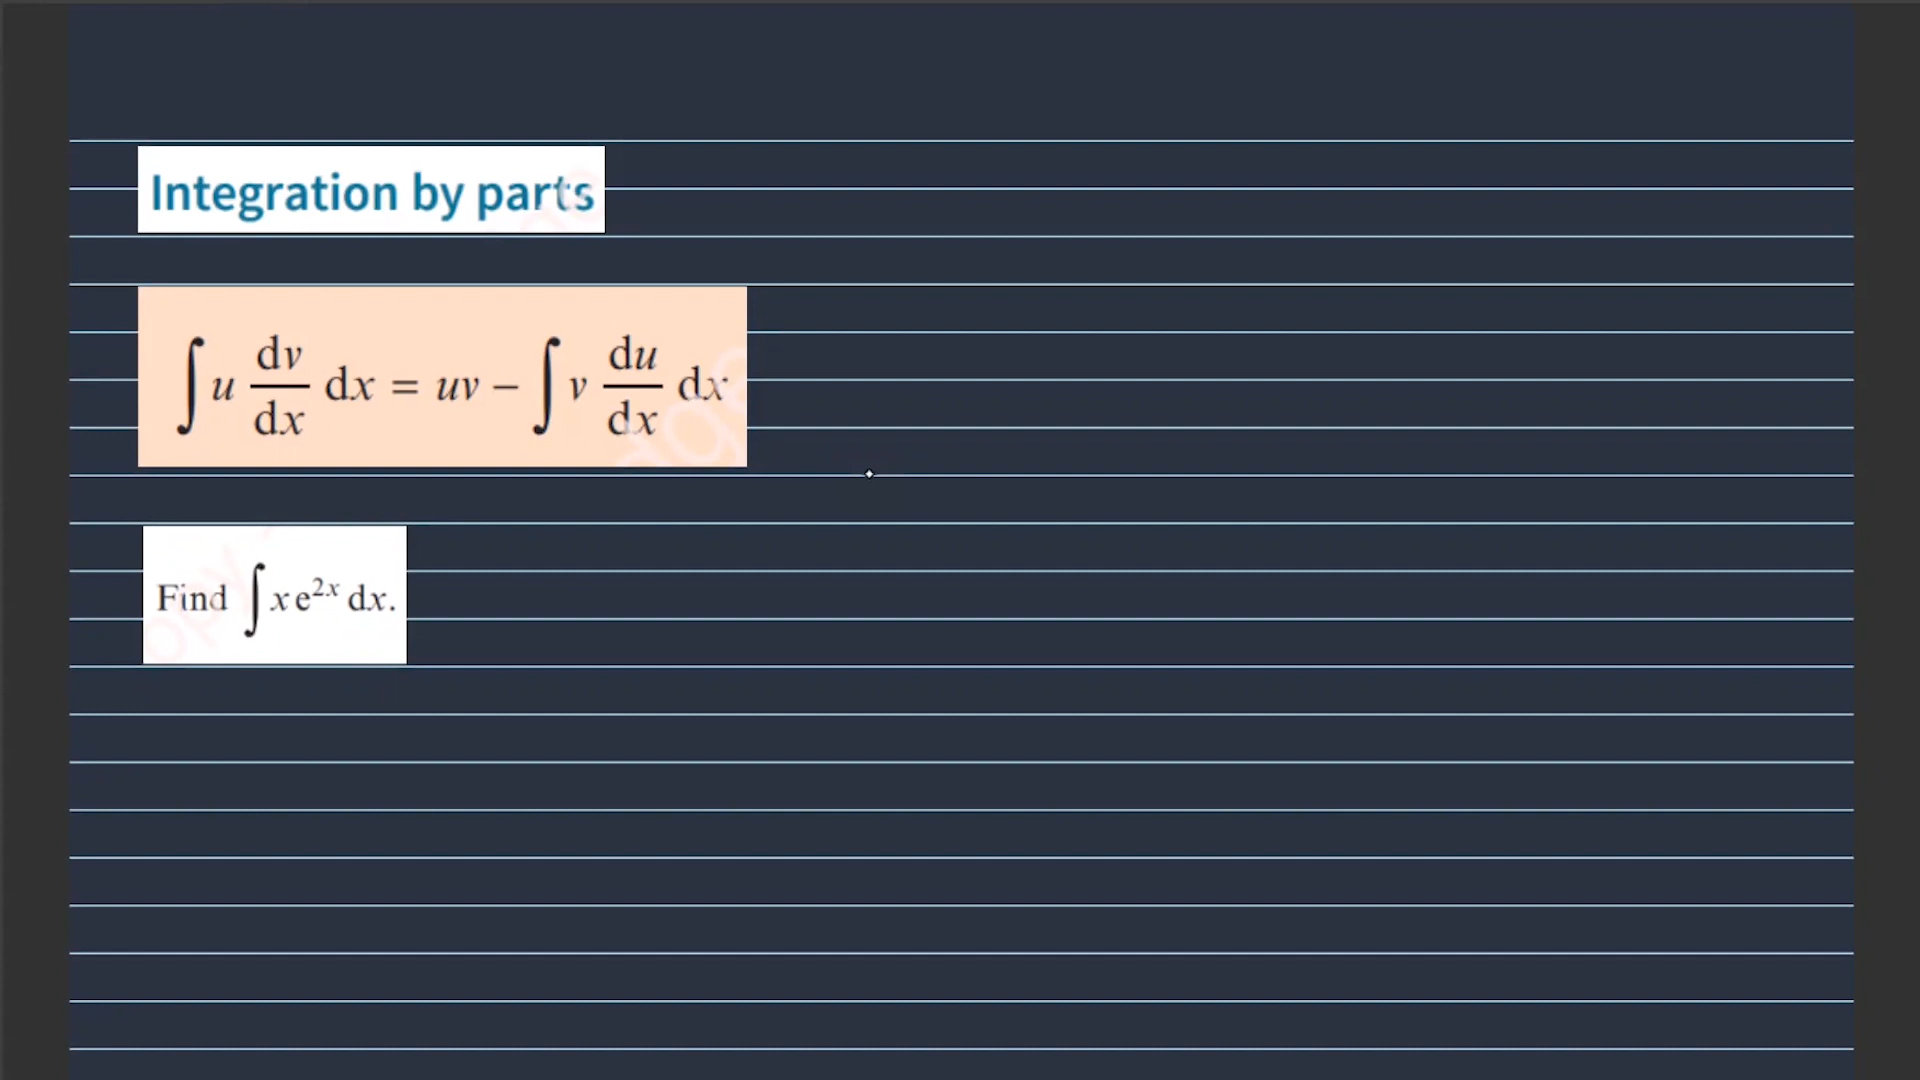 Integration by parts
∫ u dv/dx dx = uv − ∫ v du/dx dx
Find ∫ x e^{2x} dx.